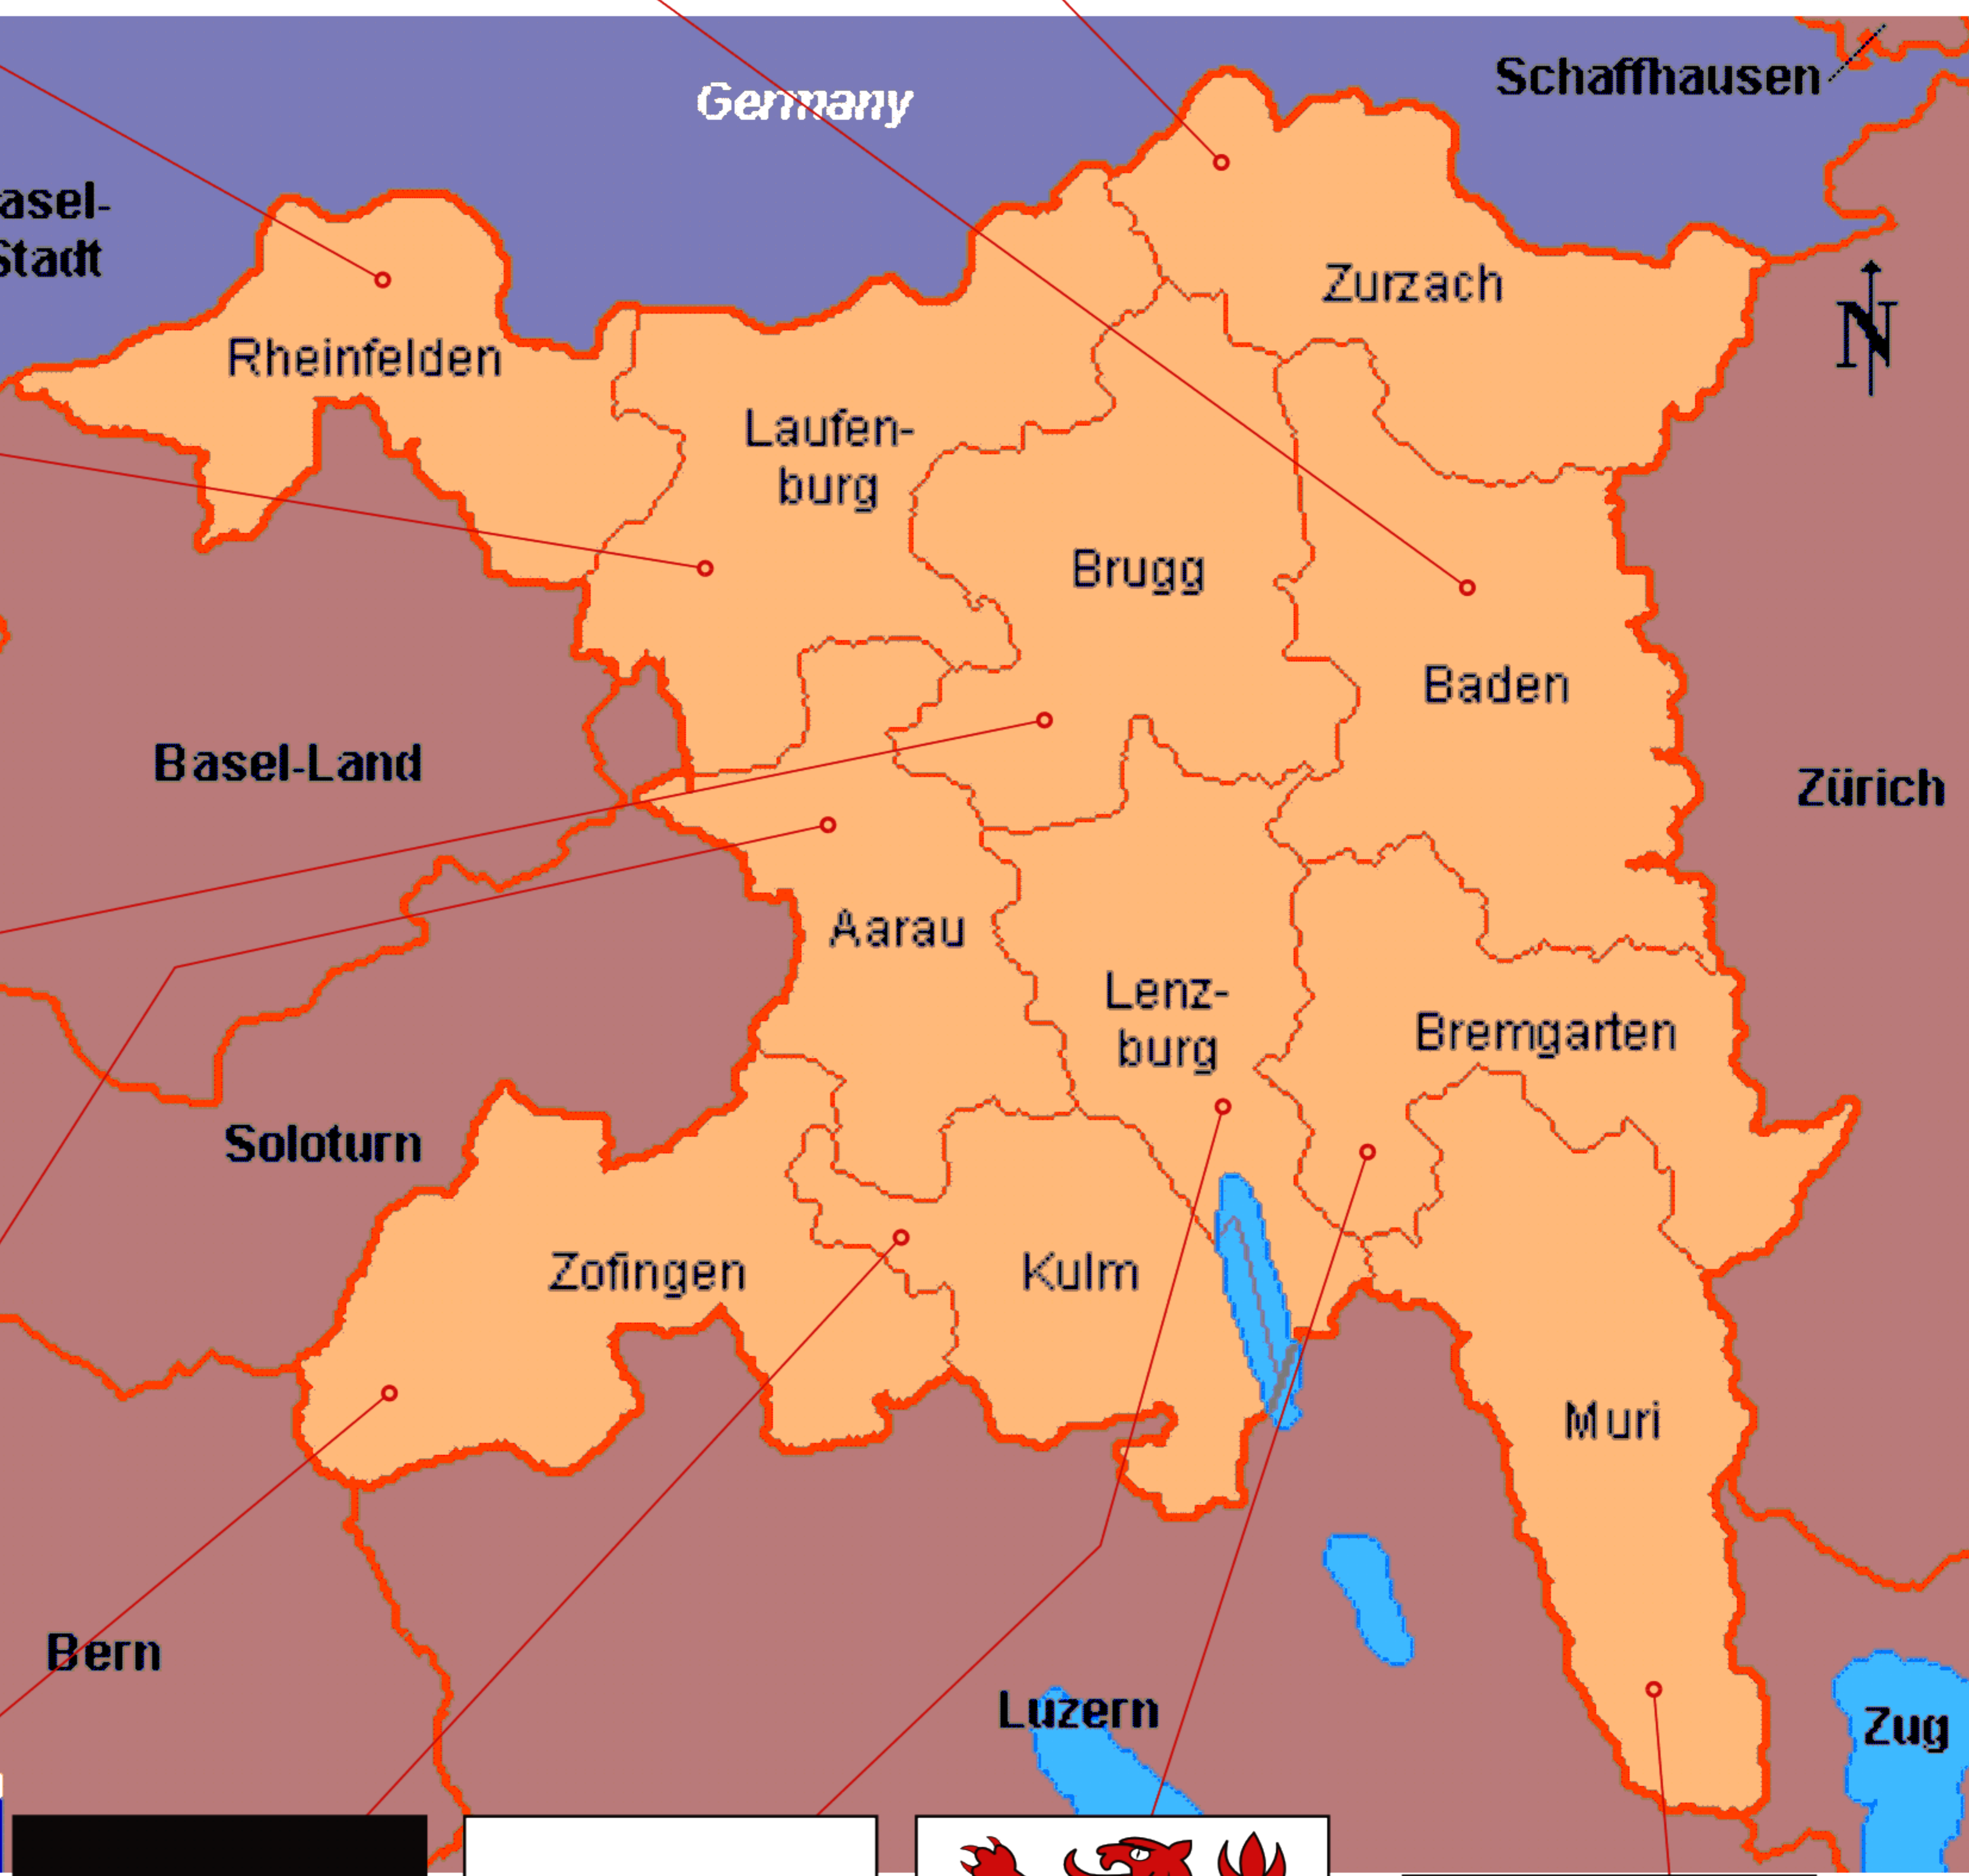 Schaffhausen
Germany
asel-
Stadt
Zurzach
N
Rheinfelden
Laufen-
burg
Brugg
Baden
Basel-Land
Zürich
Aarau
Lenz-
burg
Bremgarten
Soloturn
Zofingen
Kulm
Muri
Bern
Luzern
Zug